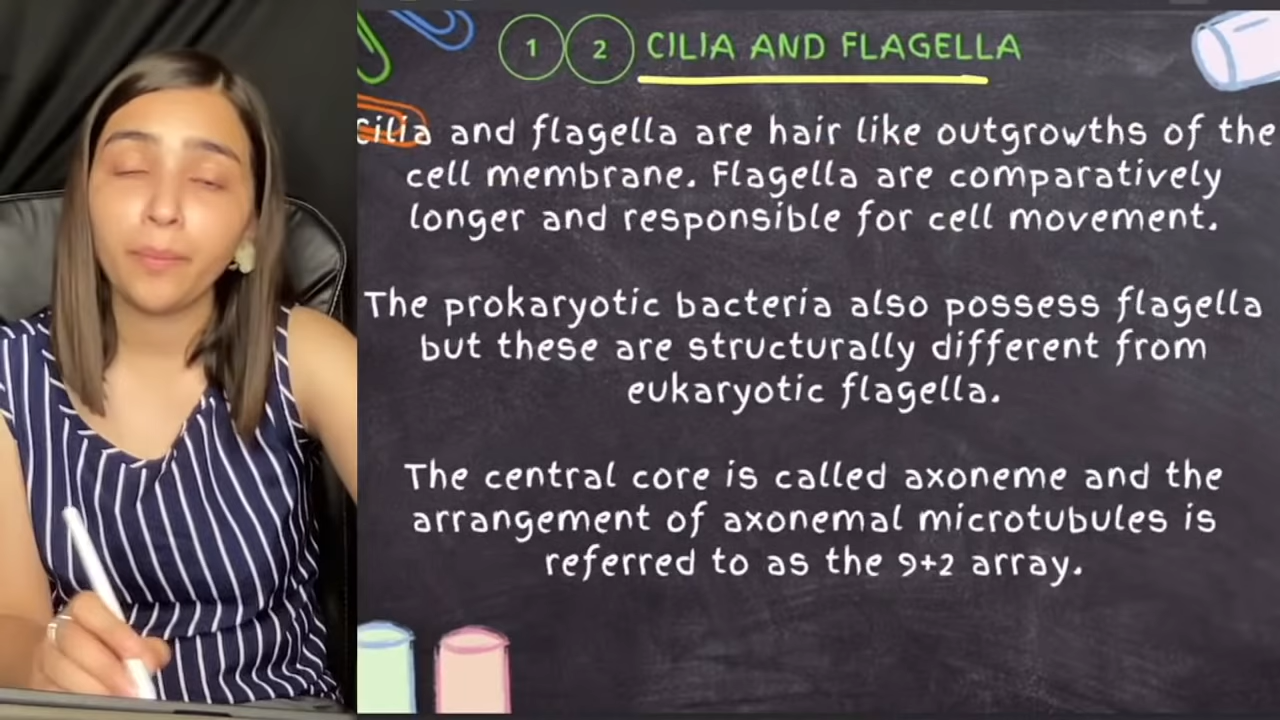 1 2 CILIA AND FLAGELLA
Cilia and flagella are hair like outgrowths of the
cell membrane. Flagella are comparatively
longer and responsible for cell movement.
The prokaryotic bacteria also possess flagella
but these are structurally different from
eukaryotic flagella.
The central core is called axoneme and the
arrangement of axonemal microtubules is
referred to as the 9+2 array.